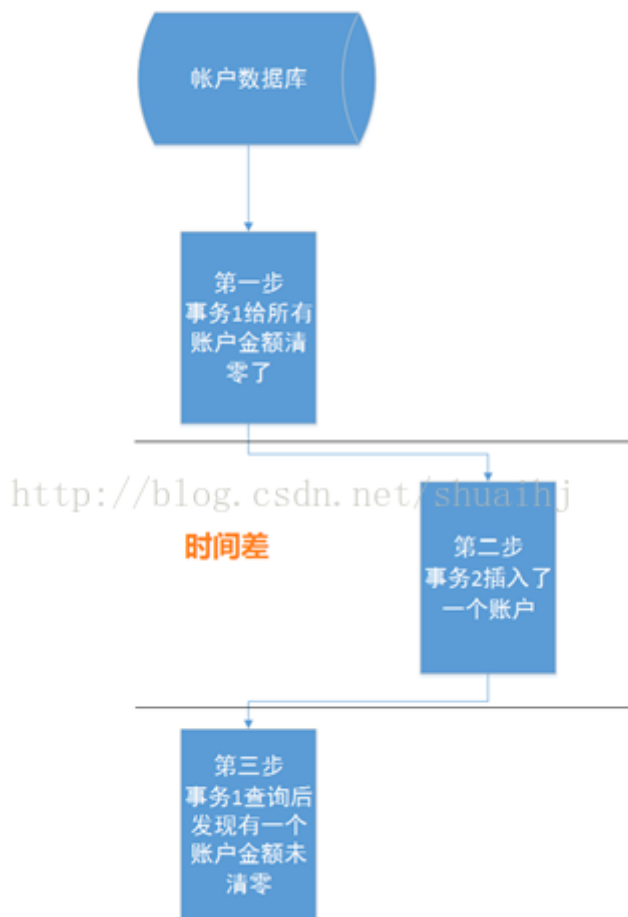 帐户数据库
第一步
事务1给所有
账户金额清
零了
http://blog.csdn.net/shuaihj
时间差
第二步
事务2插入了
一个账户
第三步
事务1查询后
发现有一个
账户金额未
清零